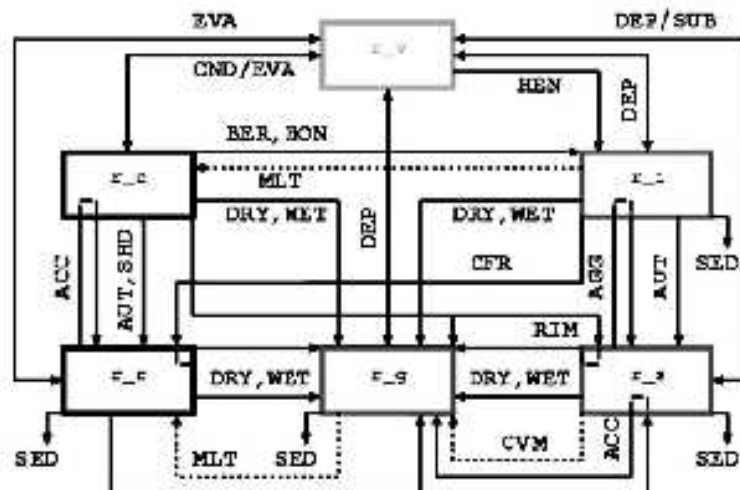 EVA
DEP/SUB
CND/EVA
HEN
DEP
BER, BON
MLT
DRY, WET
DEP
DRY, WET
CFR
SED
ACC
AUT, SHD
AGG
AUT
RIM
DRY, WET
DRY, WET
SED
MLT
SED
CVM
ACC
SED